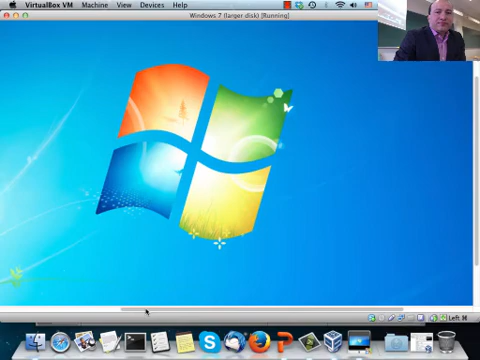 VirtualBox VM Machine View Devices Help
Windows 7 (larger disk) [Running]
Left ⌘